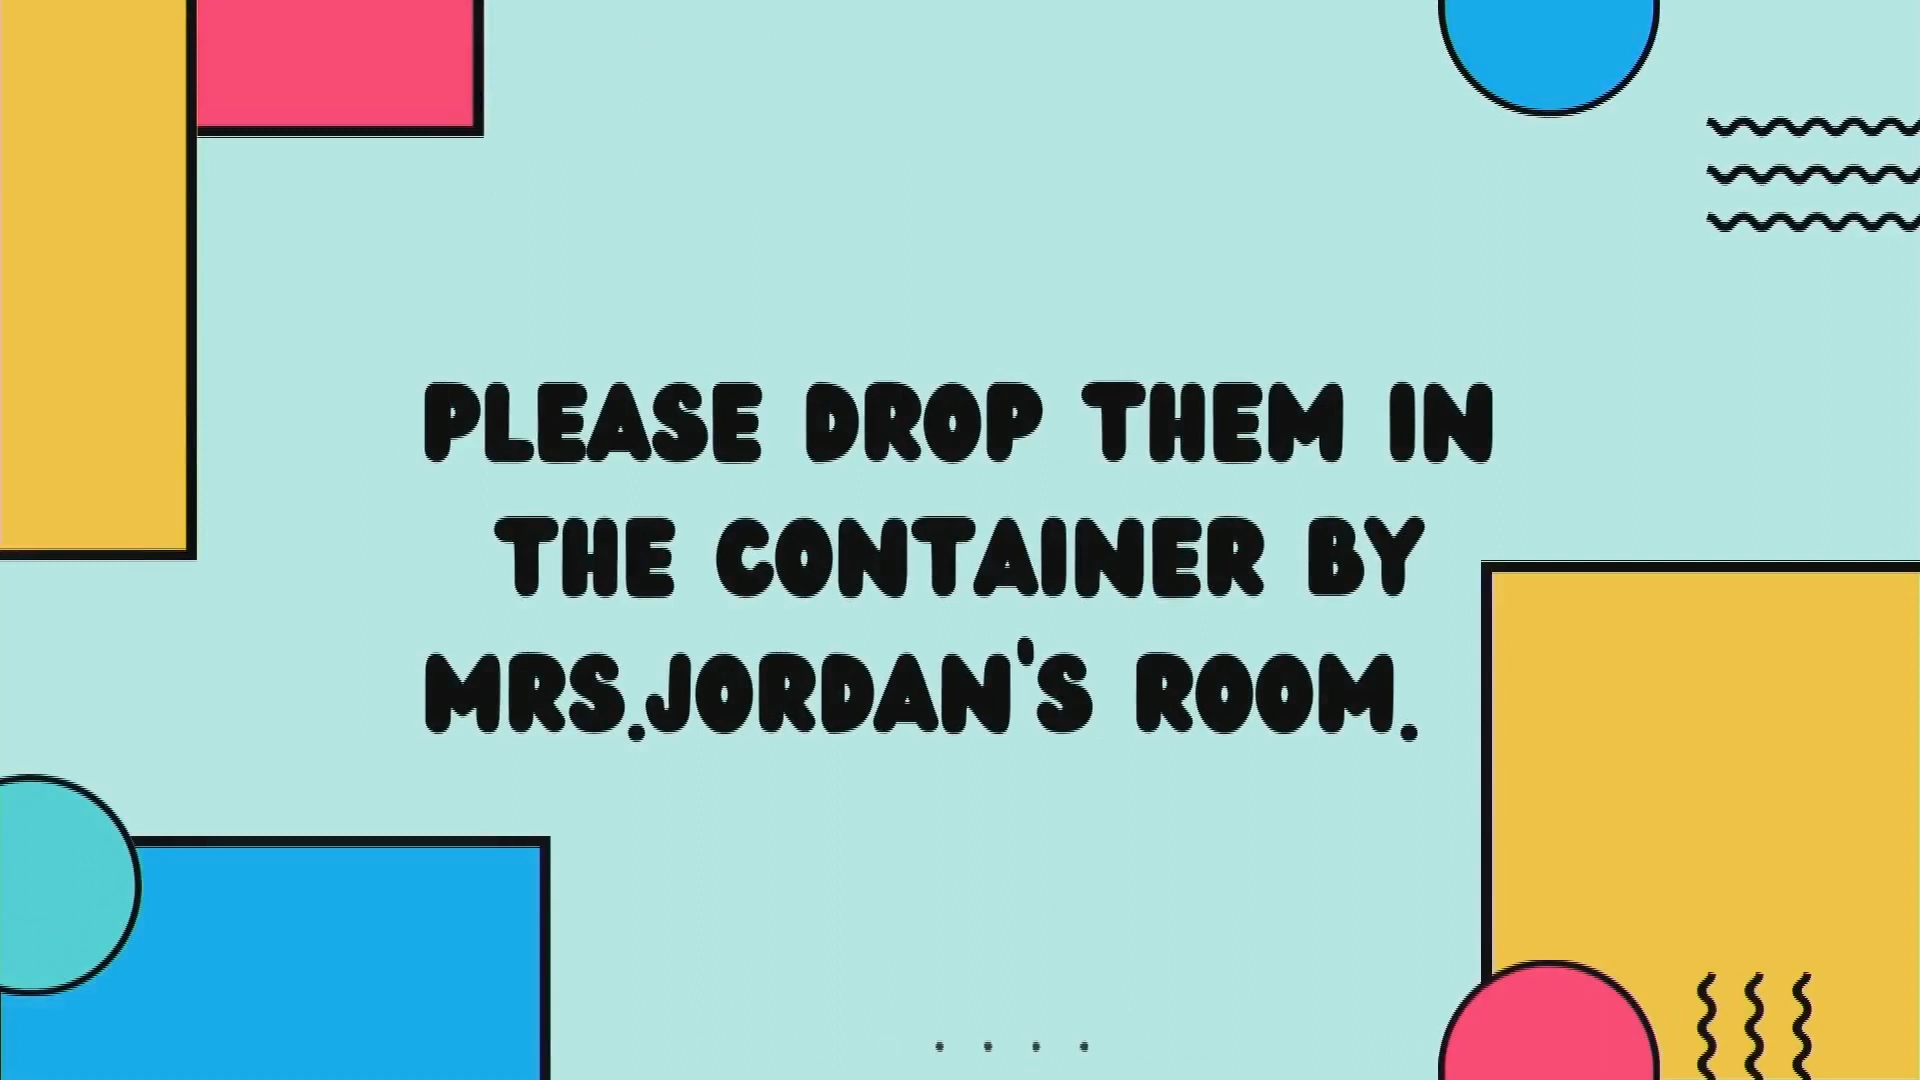 PLEASE DROP THEM IN
THE CONTAINER BY
MRS.JORDAN'S ROOM.